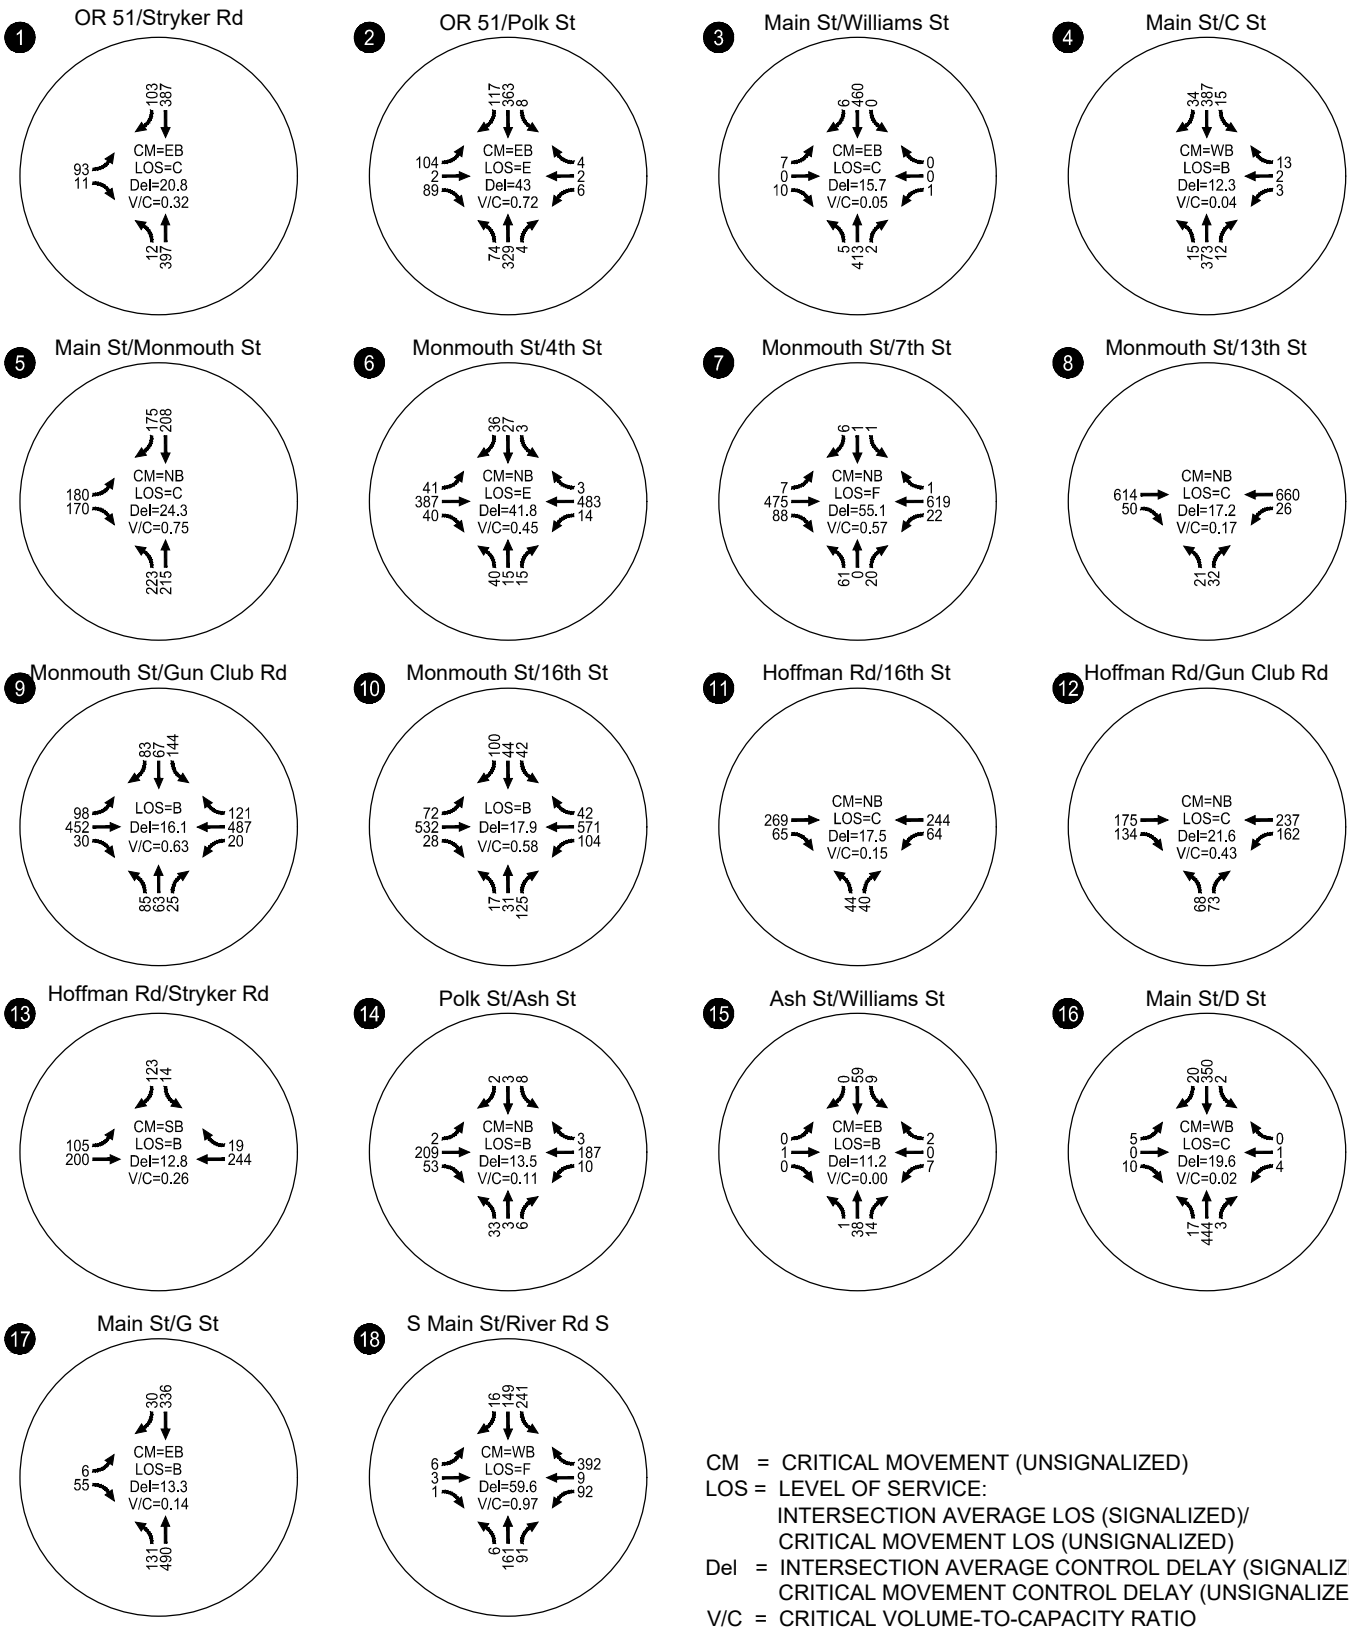 1
OR 51/Stryker Rd
103
387
93
11
CM=EB
LOS=C
Del=20.8
V/C=0.32
12
397
2
OR 51/Polk St
117
363
8
104
2
89
CM=EB
LOS=E
Del=43
V/C=0.72
4
2
6
74
329
4
3
Main St/Williams St
6
460
0
7
0
10
CM=EB
LOS=C
Del=15.7
V/C=0.05
0
0
1
5
413
2
4
Main St/C St
34
387
15
CM=WB
LOS=B
Del=12.3
V/C=0.04
13
2
3
15
373
12
5
Main St/Monmouth St
175
208
180
170
CM=NB
LOS=C
Del=24.3
V/C=0.75
223
215
6
Monmouth St/4th St
36
27
3
41
387
40
CM=NB
LOS=E
Del=41.8
V/C=0.45
3
483
14
40
15
15
7
Monmouth St/7th St
6
1
1
7
475
88
CM=NB
LOS=F
Del=55.1
V/C=0.57
1
619
22
61
0
20
8
Monmouth St/13th St
614
50
CM=NB
LOS=C
Del=17.2
V/C=0.17
660
26
21
32
9
Monmouth St/Gun Club Rd
83
67
144
98
452
30
LOS=B
Del=16.1
V/C=0.63
121
487
20
85
63
25
10
Monmouth St/16th St
100
44
42
72
532
28
LOS=B
Del=17.9
V/C=0.58
42
571
104
17
31
125
11
Hoffman Rd/16th St
269
65
CM=NB
LOS=C
Del=17.5
V/C=0.15
244
64
44
40
12
Hoffman Rd/Gun Club Rd
175
134
CM=NB
LOS=C
Del=21.6
V/C=0.43
237
162
68
73
13
Hoffman Rd/Stryker Rd
123
14
105
200
CM=SB
LOS=B
Del=12.8
V/C=0.26
19
244
14
Polk St/Ash St
2
3
8
2
209
53
CM=NB
LOS=B
Del=13.5
V/C=0.11
3
187
10
33
3
6
15
Ash St/Williams St
0
59
9
0
1
0
CM=EB
LOS=B
Del=11.2
V/C=0.00
2
0
7
1
38
14
16
Main St/D St
20
350
2
5
0
10
CM=WB
LOS=C
Del=19.6
V/C=0.02
0
1
4
17
444
3
17
Main St/G St
30
336
6
55
CM=EB
LOS=B
Del=13.3
V/C=0.14
131
490
18
S Main St/River Rd S
16
149
241
6
3
1
CM=WB
LOS=F
Del=59.6
V/C=0.97
392
9
92
6
161
91
CM = CRITICAL MOVEMENT (UNSIGNALIZED)
LOS = LEVEL OF SERVICE:
INTERSECTION AVERAGE LOS (SIGNALIZED)/
CRITICAL MOVEMENT LOS (UNSIGNALIZED)
Del = INTERSECTION AVERAGE CONTROL DELAY (SIGNALIZ
CRITICAL MOVEMENT CONTROL DELAY (UNSIGNALIZE
V/C = CRITICAL VOLUME-TO-CAPACITY RATIO